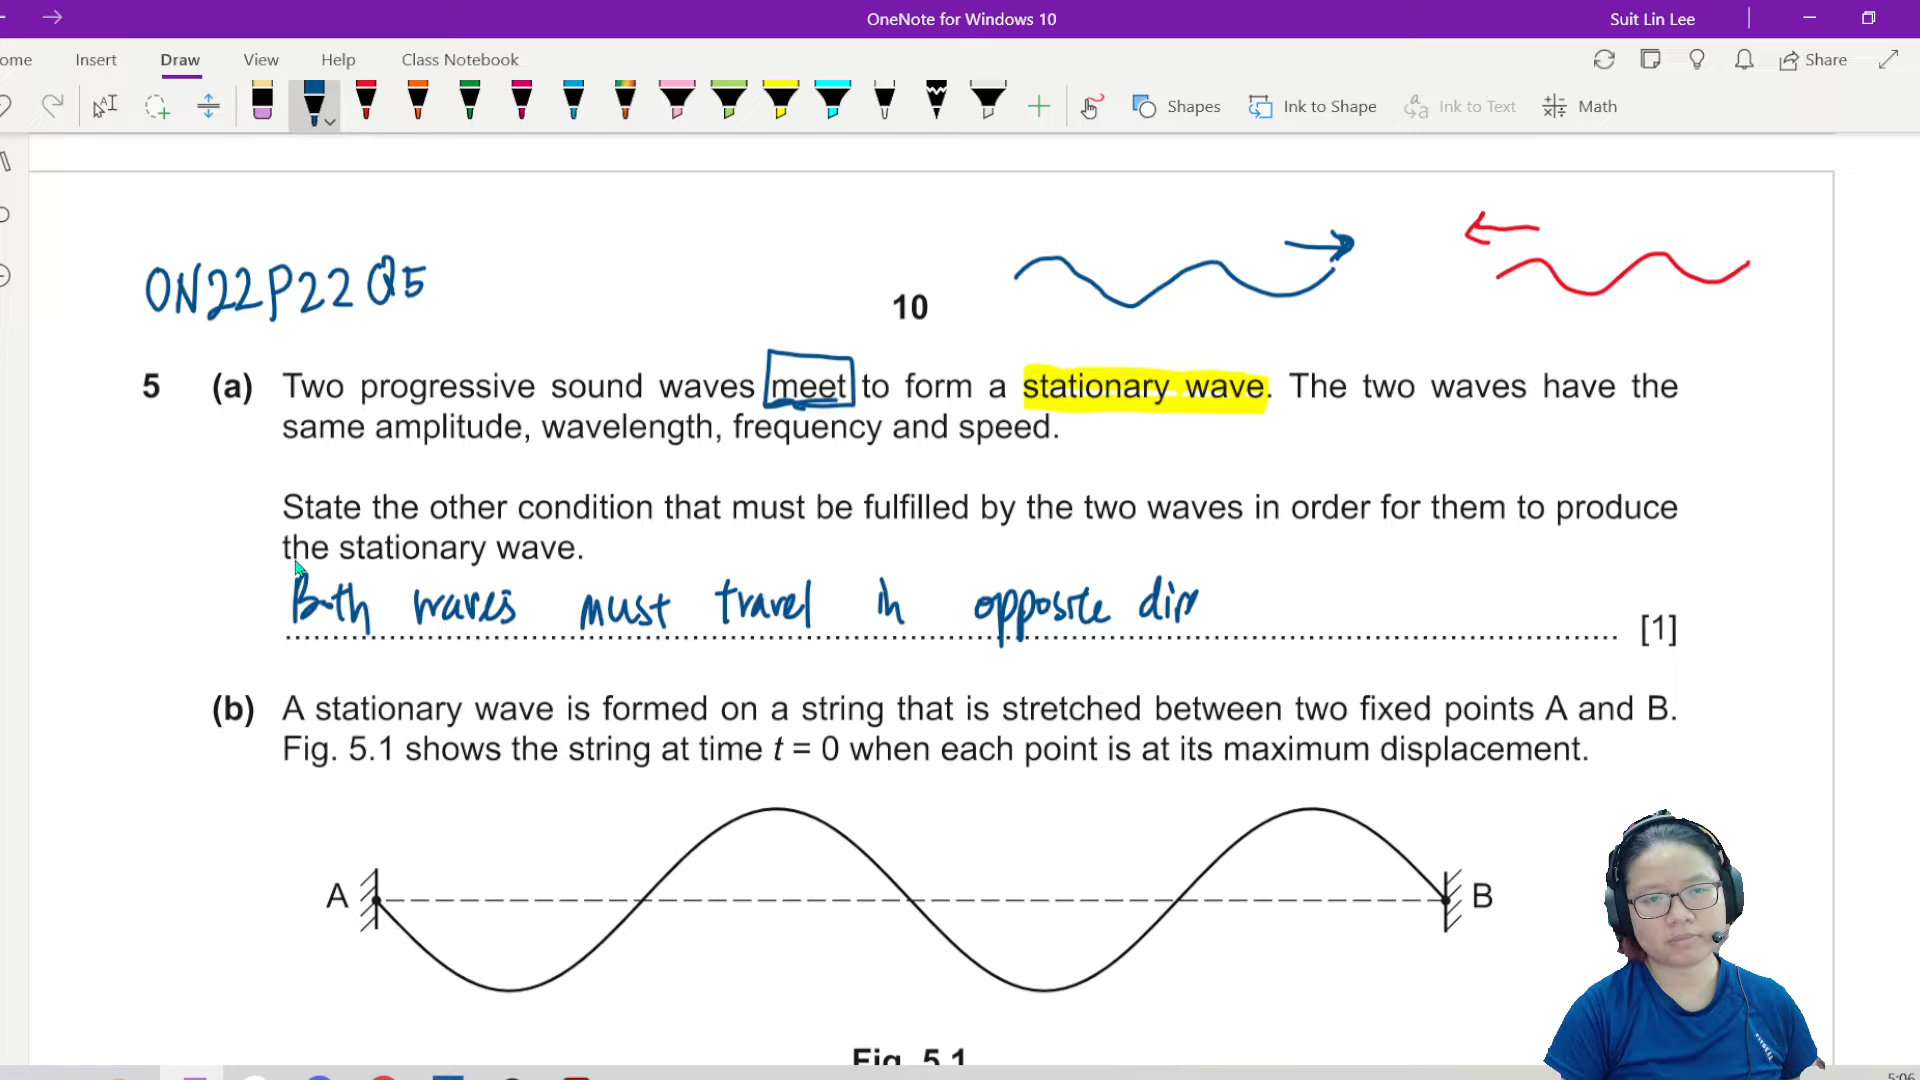 OneNote for Windows 10
Suit Lin Lee
ome Insert Draw View Help Class Notebook Share
Shapes Ink to Shape Ink to Text Math
ON22P22 Q5
10
5 (a) Two progressive sound waves meet to form a stationary wave. The two waves have the
same amplitude, wavelength, frequency and speed.
State the other condition that must be fulfilled by the two waves in order for them to produce
the stationary wave.
Both waves must travel in opposite dir
[1]
(b) A stationary wave is formed on a string that is stretched between two fixed points A and B.
Fig. 5.1 shows the string at time t = 0 when each point is at its maximum displacement.
A B
Fig. 5.1
5:06